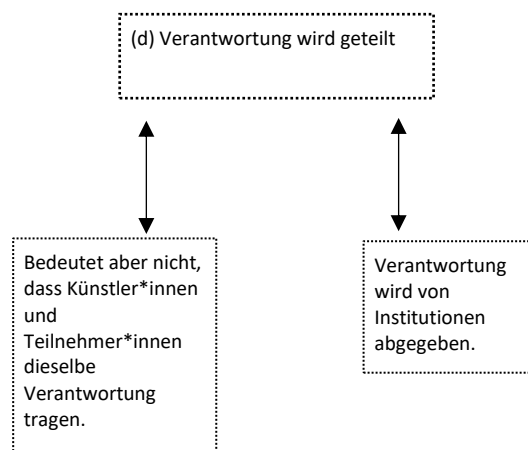 (d) Verantwortung wird geteilt
Bedeutet aber nicht,
dass Künstler*innen
und
Teilnehmer*innen
dieselbe
Verantwortung
tragen.
Verantwortung
wird von
Institutionen
abgegeben.